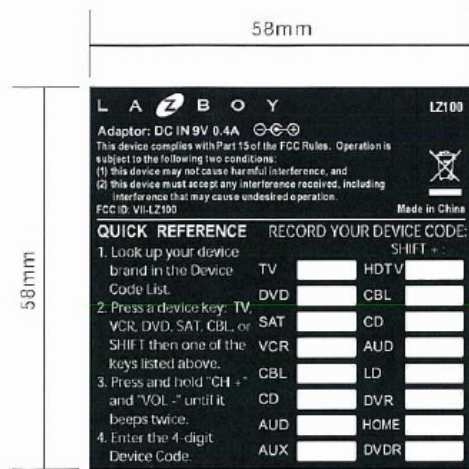 58mm
58mm
LAZBOY
LZ100
Adaptor: DC IN 9V 0.4A
This device complies with Part 15 of the FCC Rules. Operation is
subject to the following two conditions:
(1) this device may not cause harmful interference, and
(2) this device must accept any interference received, including
interference that may cause undesired operation.
FCC ID: VII-LZ100
Made in China
QUICK REFERENCE
1. Look up your device
brand in the Device
Code List.
2. Press a device key: TV,
VCR, DVD, SAT, CBL, or
SHIFT then one of the
keys listed above.
3. Press and hold "CH +"
and "VOL -" until it
beeps twice.
4. Enter the 4-digit
Device Code.
RECORD YOUR DEVICE CODE:
SHIFT + :
TV HDTV
DVD CBL
SAT CD
VCR AUD
CBL LD
CD DVR
AUD HOME
AUX DVDR